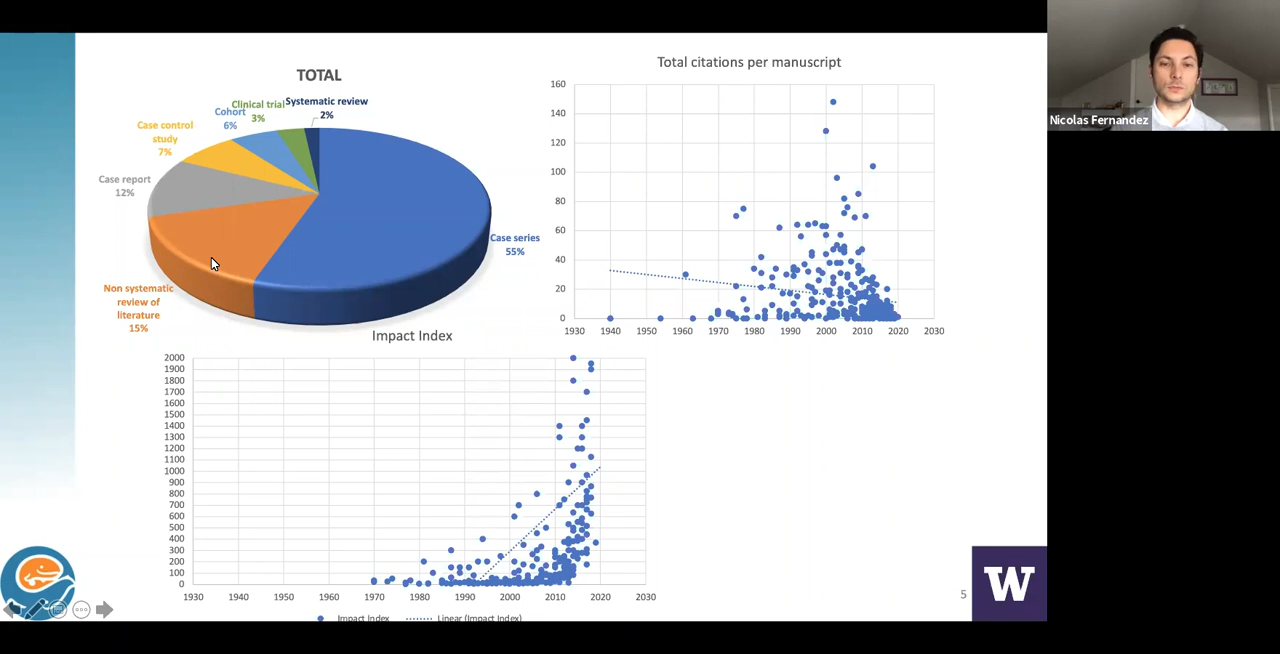 TOTAL
Systematic review
2%
Clinical trial
3%
Cohort
6%
Case control
study
7%
Case report
12%
Case series
55%
Non systematic
review of
literature
15%
Total citations per manuscript
160
140
120
100
80
60
40
20
0
1930 1940 1950 1960 1970 1980 1990 2000 2010 2020 2030
Impact Index
2000
1900
1800
1700
1600
1500
1400
1300
1200
1100
1000
900
800
700
600
500
400
300
200
100
0
1930 1940 1950 1960 1970 1980 1990 2000 2010 2020 2030
Impact Index Linear (Impact Index)
5
W
Nicolas Fernandez